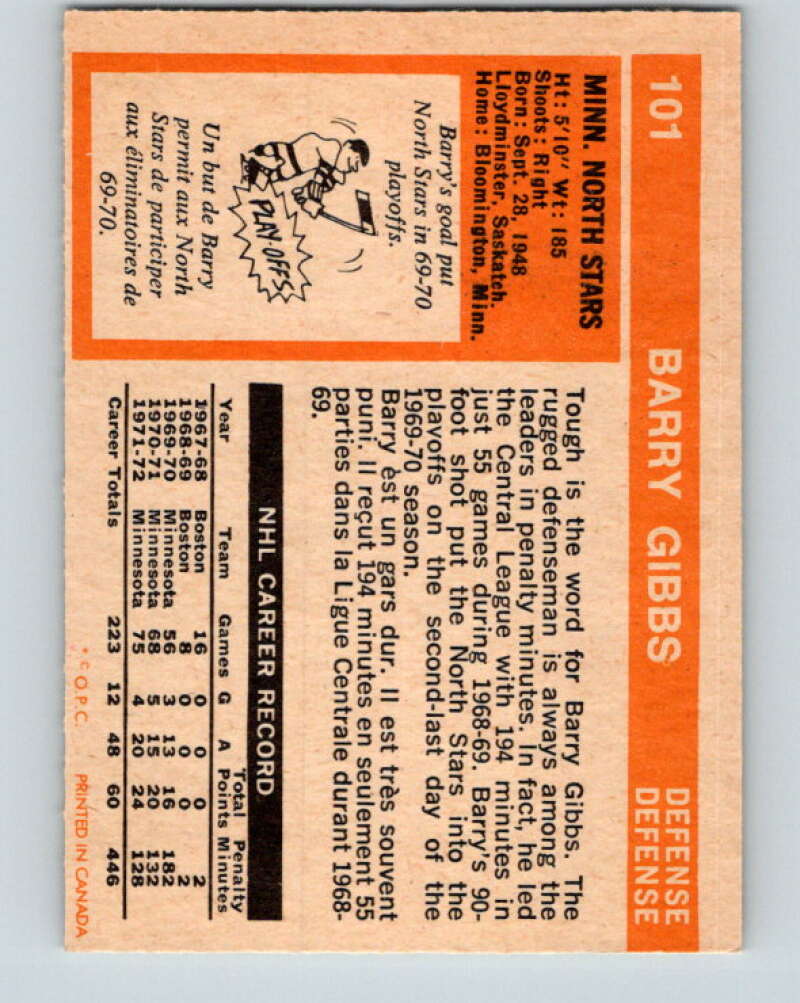 101
BARRY GIBBS
DEFENSE
DEFENSE
MINN. NORTH STARS
Ht: 5'10" Wt: 185
Shoots: Right
Born: Sept. 28, 1948
Lloydminster, Saskatch.
Home: Bloomington, Minn.
Barry's goal put
North Stars in 69-70
playoffs.
PLAY-OFFS
Un but de Barry
permit aux North
Stars de participer
aux éliminatoires de
69-70.
Tough is the word for Barry Gibbs. The
rugged defenseman is always among the
leaders in penalty minutes. In fact, he led
the Central League with 194 minutes in
just 55 games during 1968-69. Barry's 90-
foot shot put the North Stars into the
playoffs on the second-last day of the
1969-70 season.
Barry èst un gars dur. Il est très souvent
puni. Il reçut 194 minutes en seulement 55
parties dans la Ligue Centrale durant 1968-
69.
NHL CAREER RECORD
Total Penalty
Year Team Games G A Points Minutes
1967-68 Boston 16 0 0 0 2
1968-69 Boston 8 0 0 0 2
1969-70 Minnesota 56 3 13 16 182
1970-71 Minnesota 68 5 15 20 132
1971-72 Minnesota 75 4 20 24 128
Career Totals 223 12 48 60 446
* © O.P.C. PRINTED IN CANADA